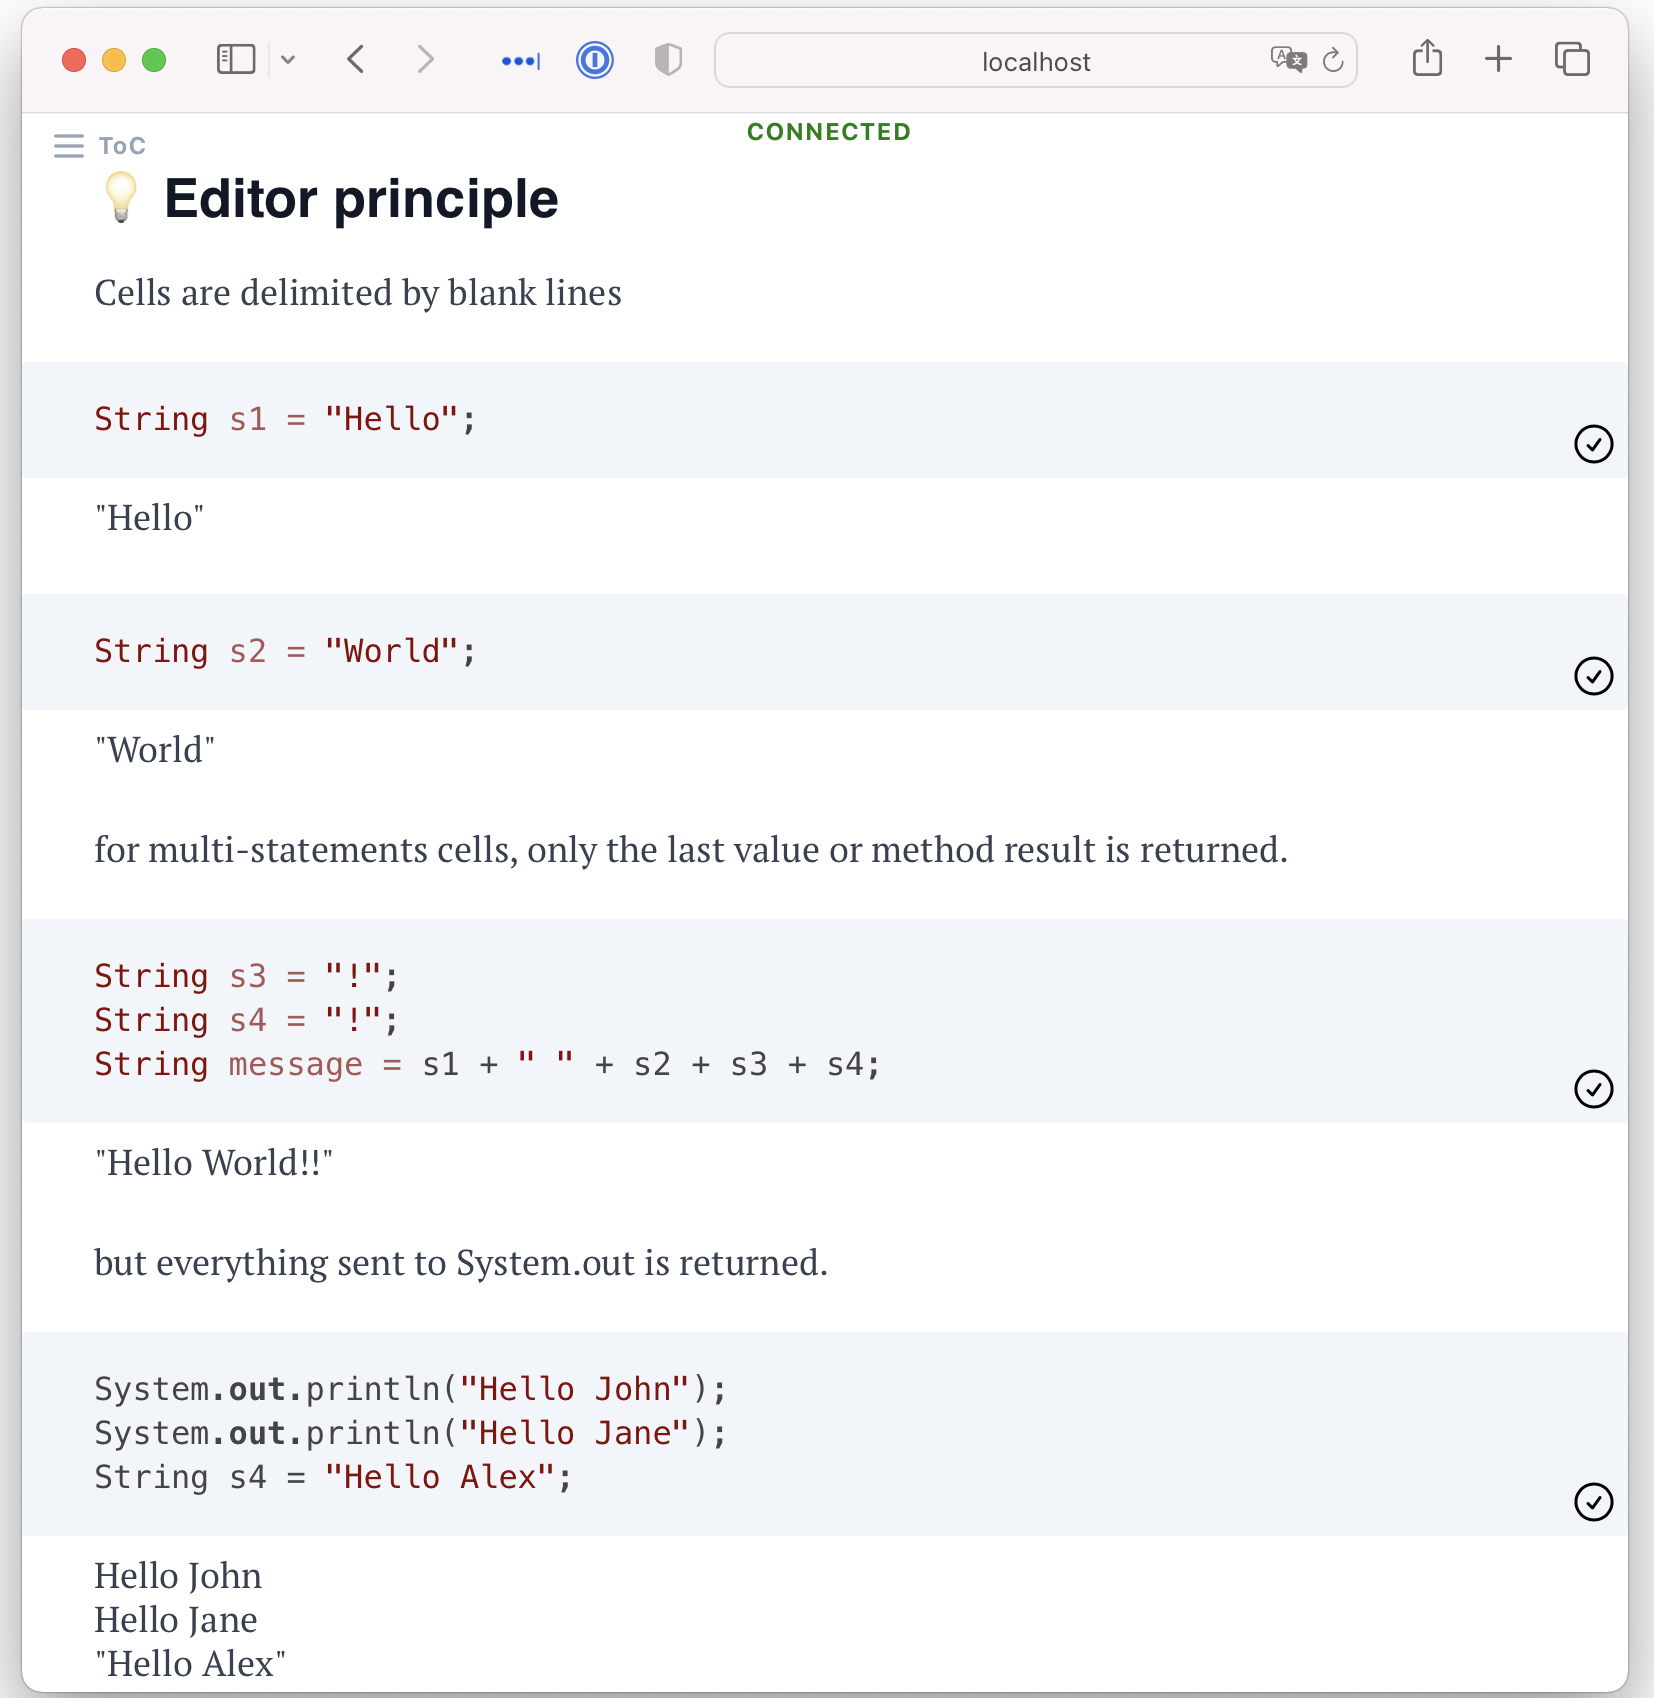 localhost
CONNECTED
ToC
💡 Editor principle
Cells are delimited by blank lines
String s1 = "Hello";
"Hello"
String s2 = "World";
"World"
for multi-statements cells, only the last value or method result is returned.
String s3 = "!";
String s4 = "!";
String message = s1 + " " + s2 + s3 + s4;
"Hello World!!"
but everything sent to System.out is returned.
System.out.println("Hello John");
System.out.println("Hello Jane");
String s4 = "Hello Alex";
Hello John
Hello Jane
"Hello Alex"